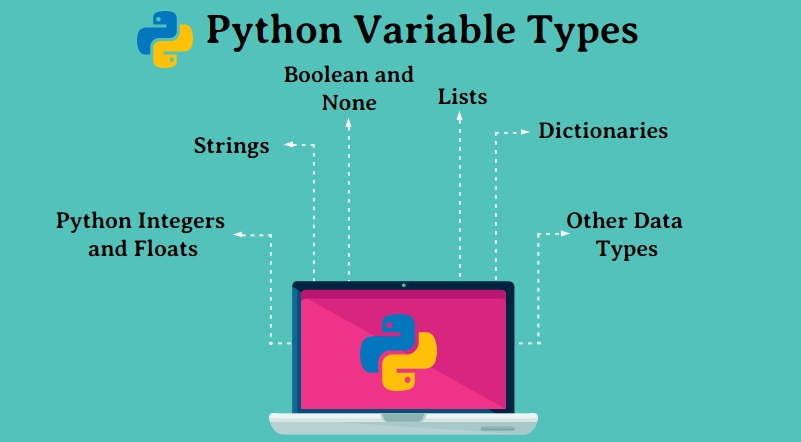 Python Variable Types
Boolean and
None
Lists
Dictionaries
Strings
Python Integers
and Floats
Other Data
Types